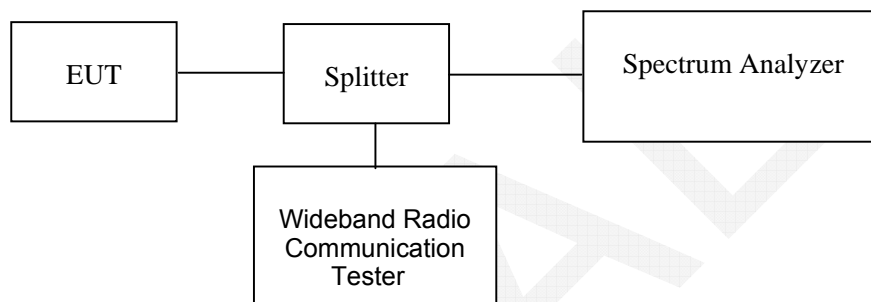 EUT
Splitter
Spectrum Analyzer
Wideband Radio
Communication
Tester